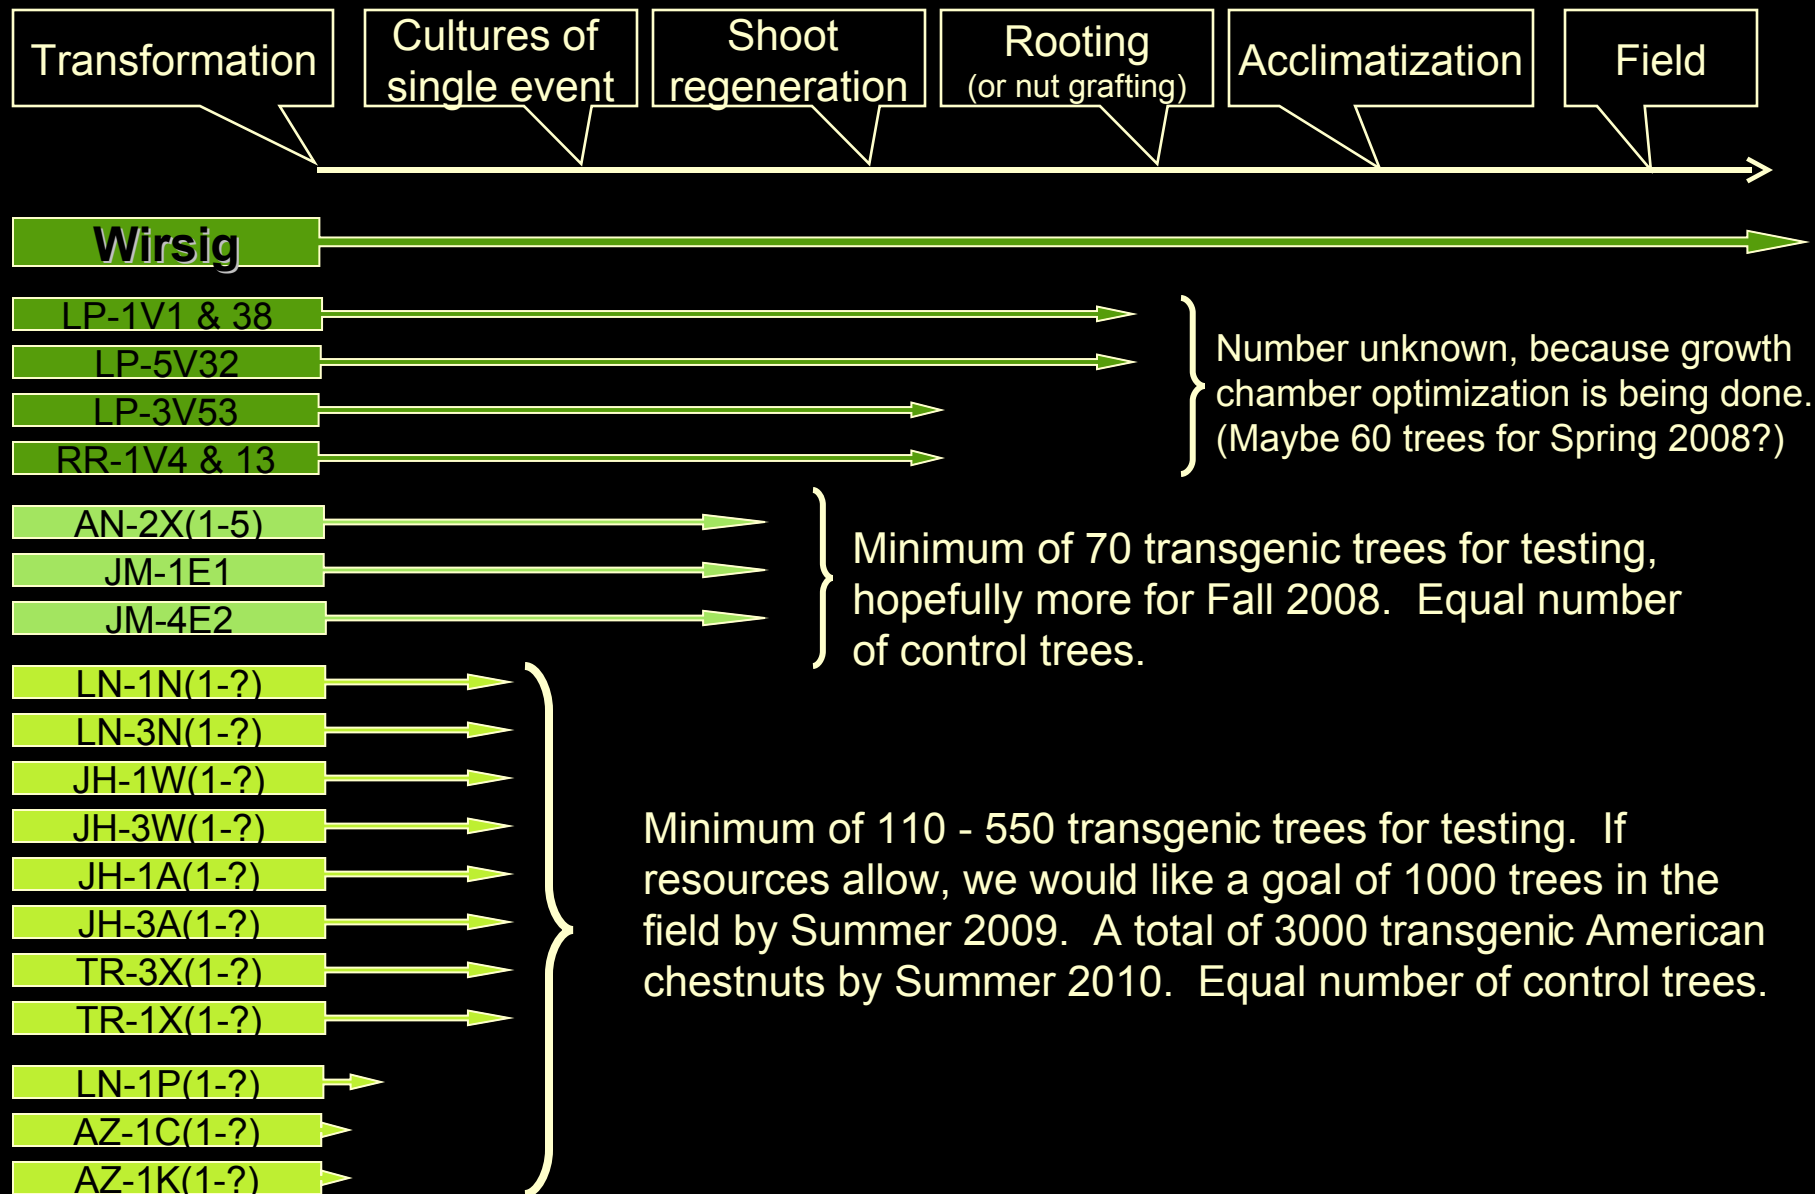 Transformation
Cultures of
single event
Shoot
regeneration
Rooting
(or nut grafting)
Acclimatization
Field
Wirsig
LP-1V1 & 38
LP-5V32
LP-3V53
RR-1V4 & 13
Number unknown, because growth
chamber optimization is being done.
(Maybe 60 trees for Spring 2008?)
AN-2X(1-5)
JM-1E1
JM-4E2
Minimum of 70 transgenic trees for testing,
hopefully more for Fall 2008.  Equal number
of control trees.
LN-1N(1-?)
LN-3N(1-?)
JH-1W(1-?)
JH-3W(1-?)
JH-1A(1-?)
JH-3A(1-?)
TR-3X(1-?)
TR-1X(1-?)
LN-1P(1-?)
AZ-1C(1-?)
AZ-1K(1-?)
Minimum of 110 - 550 transgenic trees for testing.  If
resources allow, we would like a goal of 1000 trees in the
field by Summer 2009.  A total of 3000 transgenic American
chestnuts by Summer 2010.  Equal number of control trees.